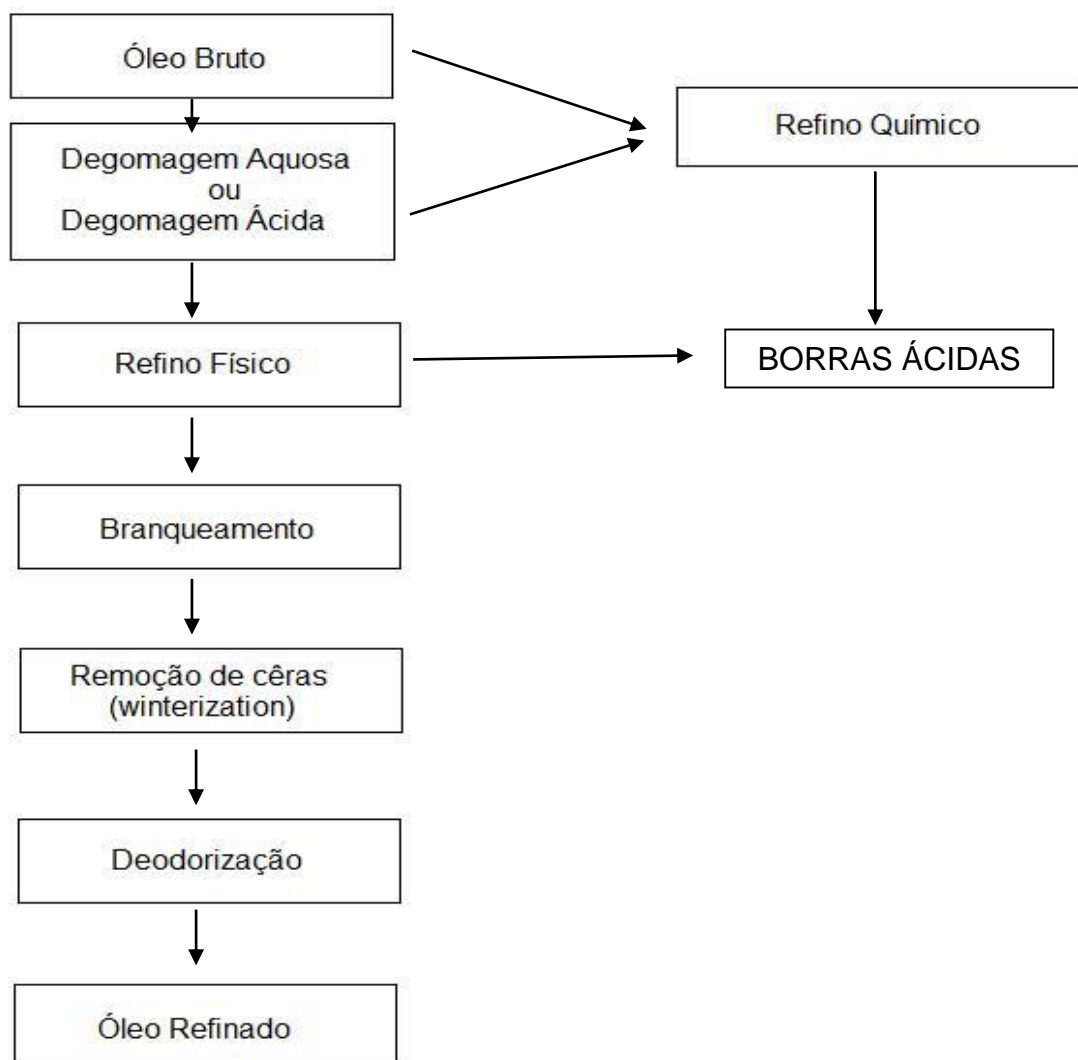 Óleo Bruto
Degomagem Aquosa
ou
Degomagem Ácida
Refino Físico
Branqueamento
Remoção de cêras
(winterization)
Deodorização
Óleo Refinado
Refino Químico
BORRAS ÁCIDAS